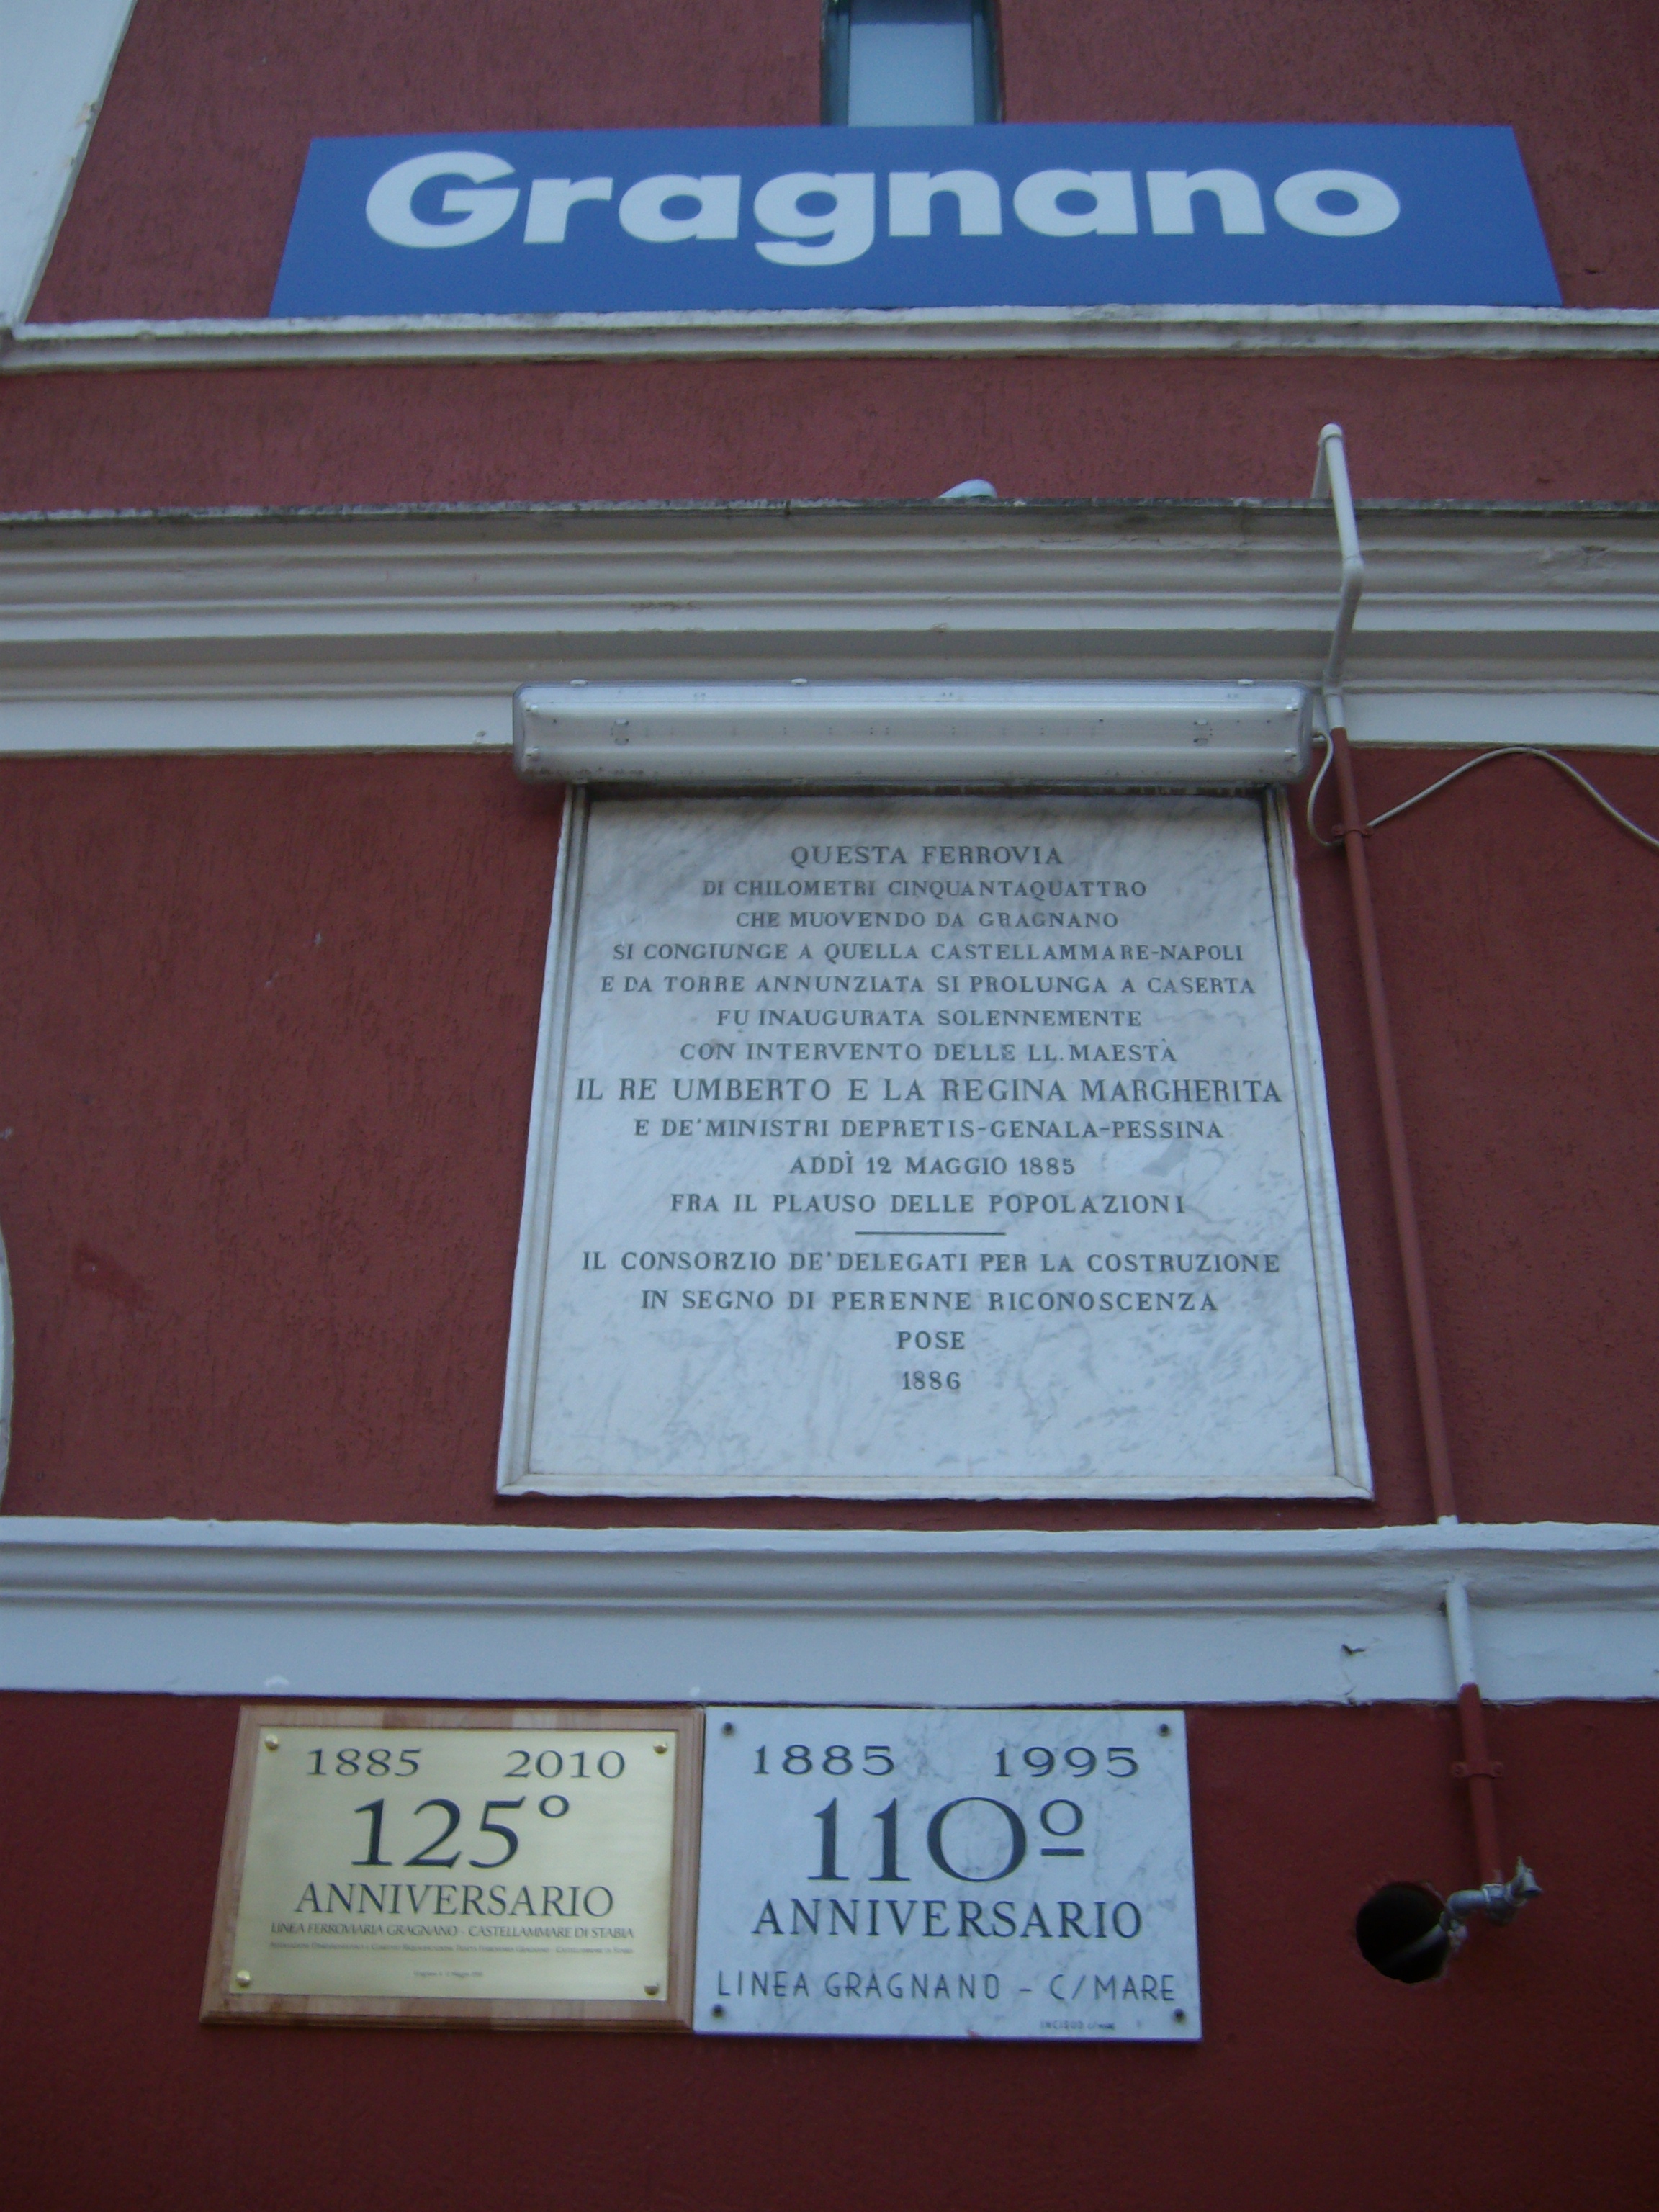 Gragnano
QUESTA FERROVIA
DI CHILOMETRI CINQUANTAQUATTRO
CHE MUOVENDO DA GRAGNANO
SI CONGIUNGE A QUELLA CASTELLAMMARE-NAPOLI
E DA TORRE ANNUNZIATA SI PROLUNGA A CASERTA
FU INAUGURATA SOLENNEMENTE
CON INTERVENTO DELLE LL. MAESTÀ
IL RE UMBERTO E LA REGINA MARGHERITA
E DE' MINISTRI DEPRETIS-GENALA-PESSINA
ADDÌ 12 MAGGIO 1885
FRA IL PLAUSO DELLE POPOLAZIONI
IL CONSORZIO DE' DELEGATI PER LA COSTRUZIONE
IN SEGNO DI PERENNE RICONOSCENZA
POSE
1886
1885 2010
125°
ANNIVERSARIO
LINEA FERROVIARIA GRAGNANO - CASTELLAMMARE DI STABIA
1885 1995
110º
ANNIVERSARIO
LINEA GRAGNANO - C/MARE